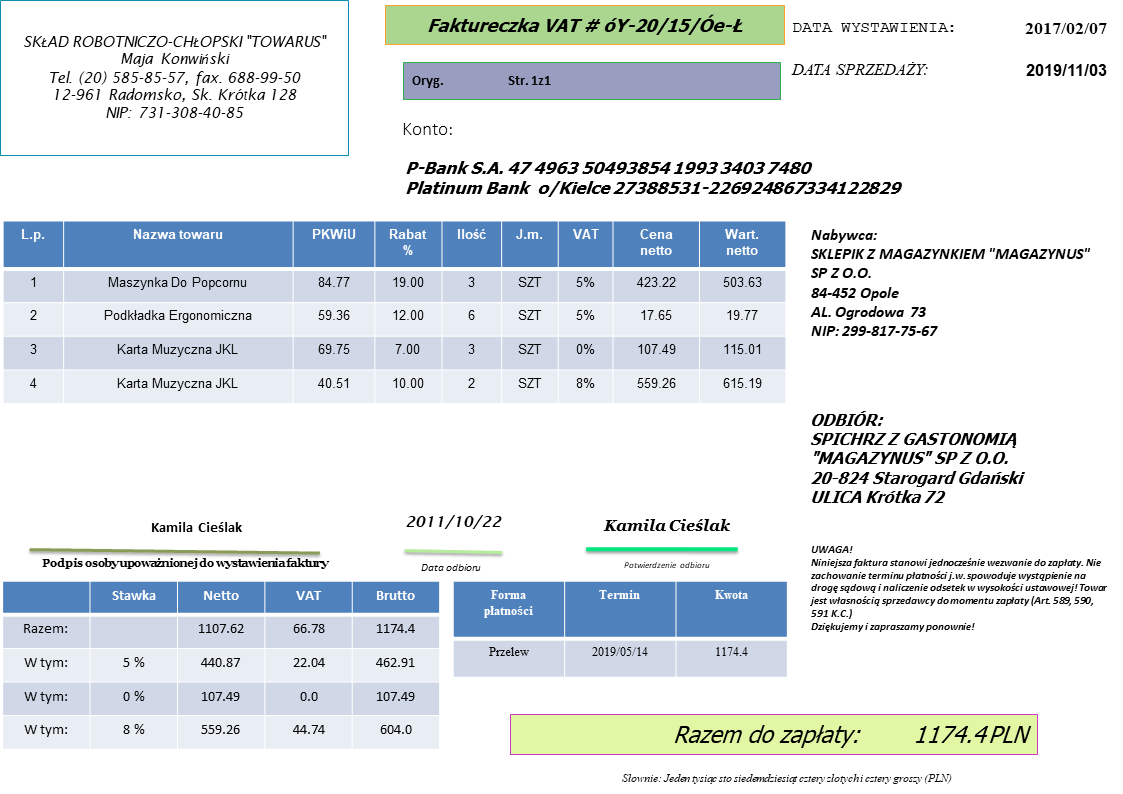 SKŁAD ROBOTNICZO-CHŁOPSKI "TOWARUS"
Maja Konwiński
Tel. (20) 585-85-57, fax. 688-99-50
12-961 Radomsko, Sk. Krótka 128
NIP: 731-308-40-85
Faktureczka VAT # óY-20/15/Óe-Ł
Oryg. Str. 1z1
DATA WYSTAWIENIA: 2017/02/07
DATA SPRZEDAŻY: 2019/11/03
Konto:
P-Bank S.A. 47 4963 50493854 1993 3403 7480
Platinum Bank o/Kielce 27388531-226924867334122829
L.p. Nazwa towaru PKWiU Rabat % Ilość J.m. VAT Cena netto Wart. netto
1 Maszynka Do Popcornu 84.77 19.00 3 SZT 5% 423.22 503.63
2 Podkładka Ergonomiczna 59.36 12.00 6 SZT 5% 17.65 19.77
3 Karta Muzyczna JKL 69.75 7.00 3 SZT 0% 107.49 115.01
4 Karta Muzyczna JKL 40.51 10.00 2 SZT 8% 559.26 615.19
Nabywca:
SKLEPIK Z MAGAZYNKIEM "MAGAZYNUS"
SP Z O.O.
84-452 Opole
AL. Ogrodowa 73
NIP: 299-817-75-67
ODBIÓR:
SPICHRZ Z GASTONOMIĄ
"MAGAZYNUS" SP Z O.O.
20-824 Starogard Gdański
ULICA Krótka 72
Kamila Cieślak
Podpis osoby upoważnionej do wystawienia faktury
2011/10/22
Data odbioru
Kamila Cieślak
Potwierdzenie odbioru
UWAGA!
Niniejsza faktura stanowi jednocześnie wezwanie do zapłaty. Nie
zachowanie terminu płatności j.w. spowoduje wystąpienie na
drogę sądową i naliczenie odsetek w wysokości ustawowej! Towar
jest własnością sprzedawcy do momentu zapłaty (Art. 589, 590,
591 K.C.)
Dziękujemy i zapraszamy ponownie!
Stawka Netto VAT Brutto
Razem: 1107.62 66.78 1174.4
W tym: 5 % 440.87 22.04 462.91
W tym: 0 % 107.49 0.0 107.49
W tym: 8 % 559.26 44.74 604.0
Forma płatności Termin Kwota
Przelew 2019/05/14 1174.4
Razem do zapłaty: 1174.4 PLN
Słownie: Jeden tysiąc sto siedemdziesiąt cztery złotych i cztery groszy (PLN)